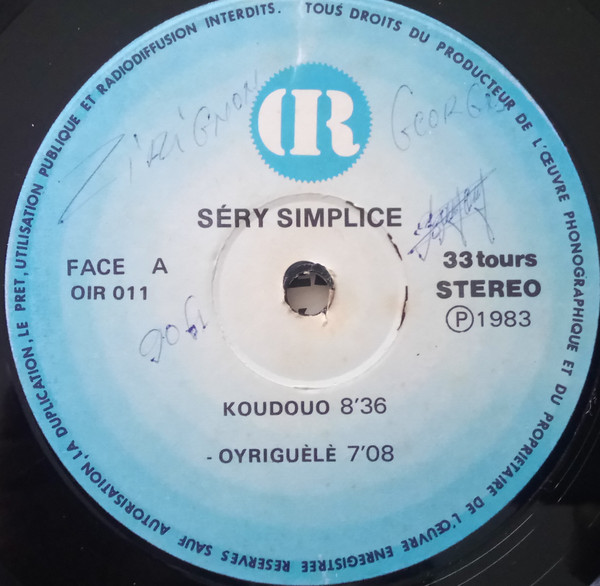 TOUS DROITS DU PRODUCTEUR DE L'ŒUVRE PHONOGRAPHIQUE ET DU PROPRIETAIRE DE L'ŒUVRE ENREGISTREE RESERVES SAUF AUTORISATION, LA DUPLICATION, LE PRET, UTILISATION PUBLIQUE ET RADIODIFFUSION INTERDITS.
GEORGES
SÉRY SIMPLICE
FACE A
OIR 011
33 tours
STEREO
Ⓟ 1983
KOUDOUO 8'36
- OYRIGUÈLÈ 7'08